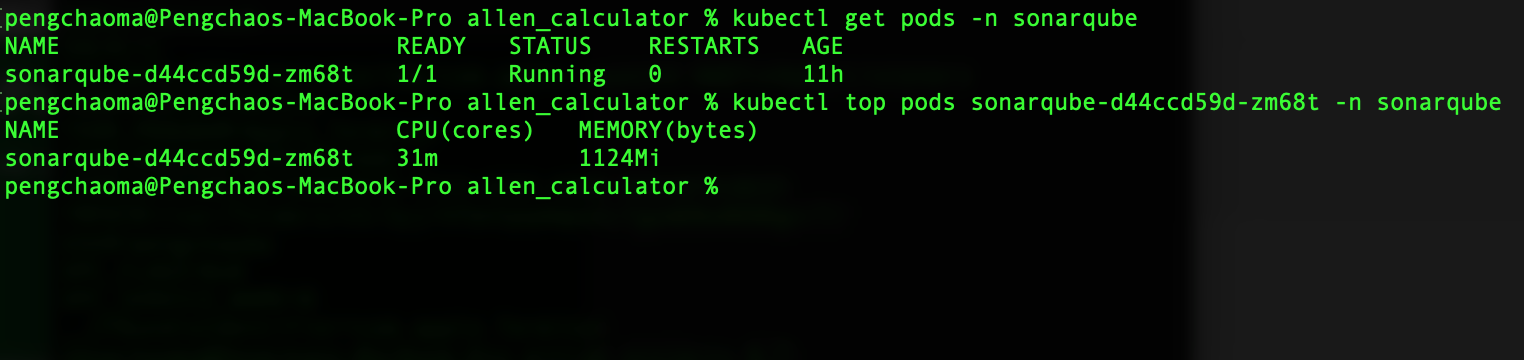 pengchaoma@Pengchaos-MacBook-Pro allen_calculator % kubectl get pods -n sonarqube
NAME READY STATUS RESTARTS AGE
sonarqube-d44ccd59d-zm68t 1/1 Running 0 11h
pengchaoma@Pengchaos-MacBook-Pro allen_calculator % kubectl top pods sonarqube-d44ccd59d-zm68t -n sonarqube
NAME CPU(cores) MEMORY(bytes)
sonarqube-d44ccd59d-zm68t 31m 1124Mi
pengchaoma@Pengchaos-MacBook-Pro allen_calculator %